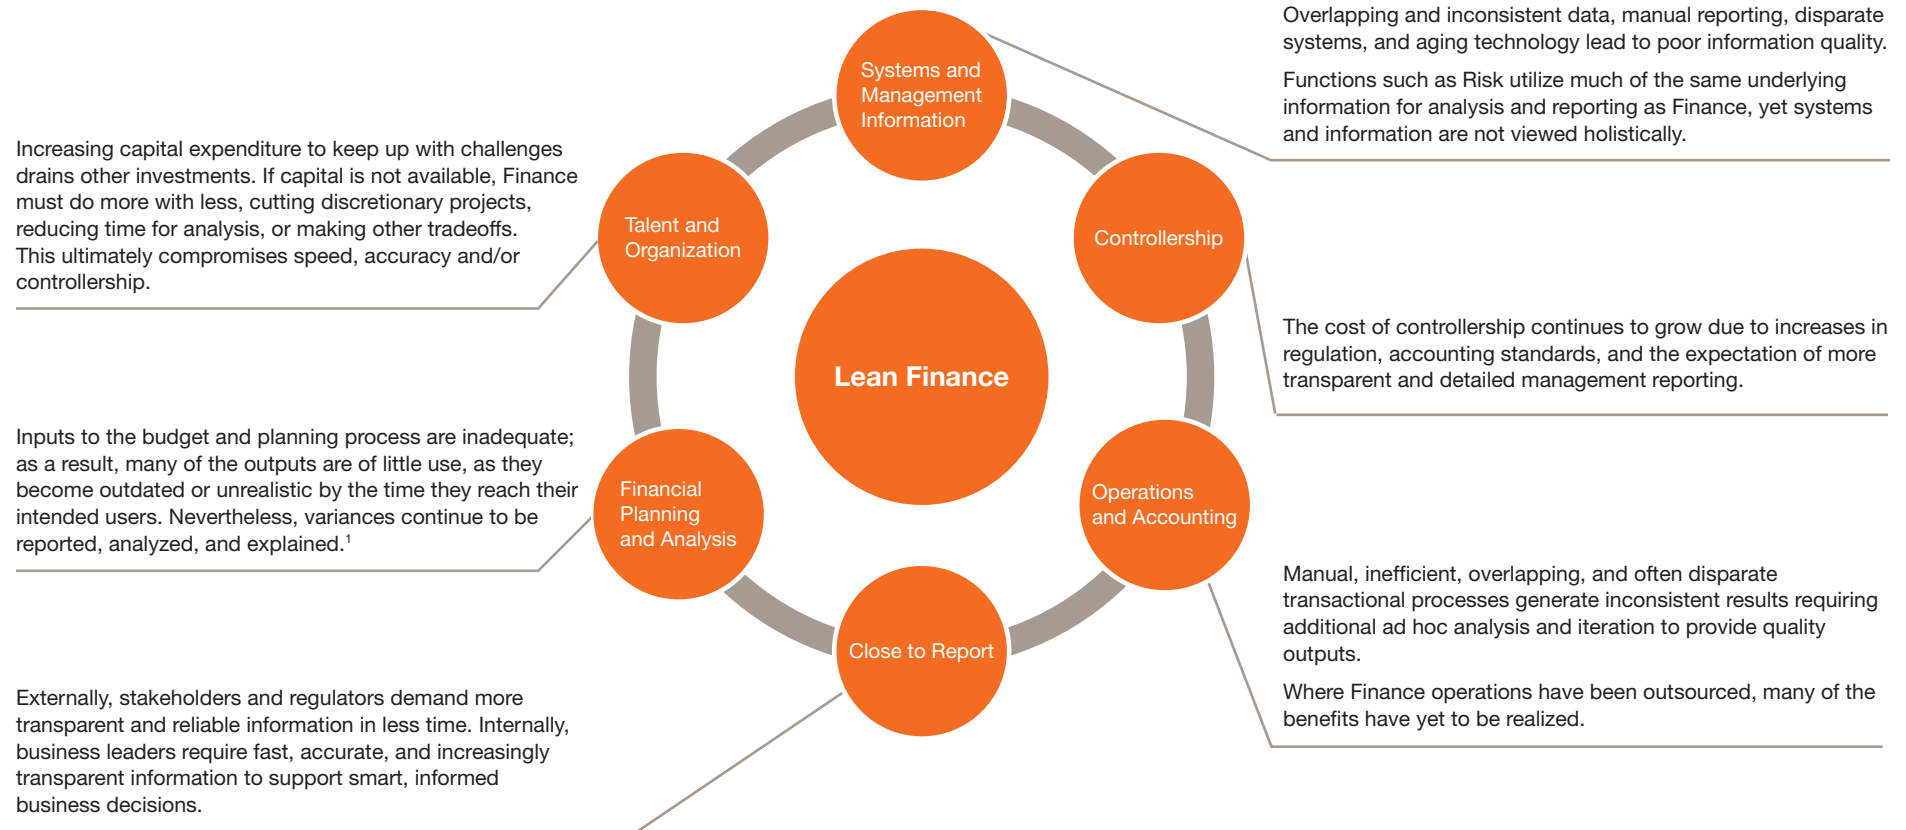 Overlapping and inconsistent data, manual reporting, disparate
systems, and aging technology lead to poor information quality.
Functions such as Risk utilize much of the same underlying
information for analysis and reporting as Finance, yet systems
and information are not viewed holistically.
Systems and
Management
Information
Increasing capital expenditure to keep up with challenges
drains other investments. If capital is not available, Finance
must do more with less, cutting discretionary projects,
reducing time for analysis, or making other tradeoffs.
This ultimately compromises speed, accuracy and/or
controllership.
Talent and
Organization
Controllership
The cost of controllership continues to grow due to increases in
regulation, accounting standards, and the expectation of more
transparent and detailed management reporting.
Lean Finance
Inputs to the budget and planning process are inadequate;
as a result, many of the outputs are of little use, as they
become outdated or unrealistic by the time they reach their
intended users. Nevertheless, variances continue to be
reported, analyzed, and explained.¹
Financial
Planning
and Analysis
Operations
and Accounting
Manual, inefficient, overlapping, and often disparate
transactional processes generate inconsistent results requiring
additional ad hoc analysis and iteration to provide quality
outputs.
Where Finance operations have been outsourced, many of the
benefits have yet to be realized.
Close to Report
Externally, stakeholders and regulators demand more
transparent and reliable information in less time. Internally,
business leaders require fast, accurate, and increasingly
transparent information to support smart, informed
business decisions.